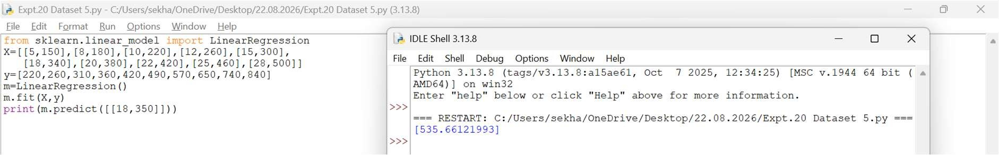 Expt.20 Dataset 5.py - C:/Users/sekha/OneDrive/Desktop/22.08.2026/Expt.20 Dataset 5.py (3.13.8)
File Edit Format Run Options Window Help
from sklearn.linear_model import LinearRegression
X=[[5,150],[8,180],[10,220],[12,260],[15,300],
[18,340],[20,380],[22,420],[25,460],[28,500]]
y=[220,260,310,360,420,490,570,650,740,840]
m=LinearRegression()
m.fit(X,y)
print(m.predict([[18,350]]))
IDLE Shell 3.13.8
File Edit Shell Debug Options Window Help
Python 3.13.8 (tags/v3.13.8:a15ae61, Oct  7 2025, 12:34:25) [MSC v.1944 64 bit (
AMD64)] on win32
Enter "help" below or click "Help" above for more information.
>>>
=== RESTART: C:/Users/sekha/OneDrive/Desktop/22.08.2026/Expt.20 Dataset 5.py ===
[535.66121993]
>>>